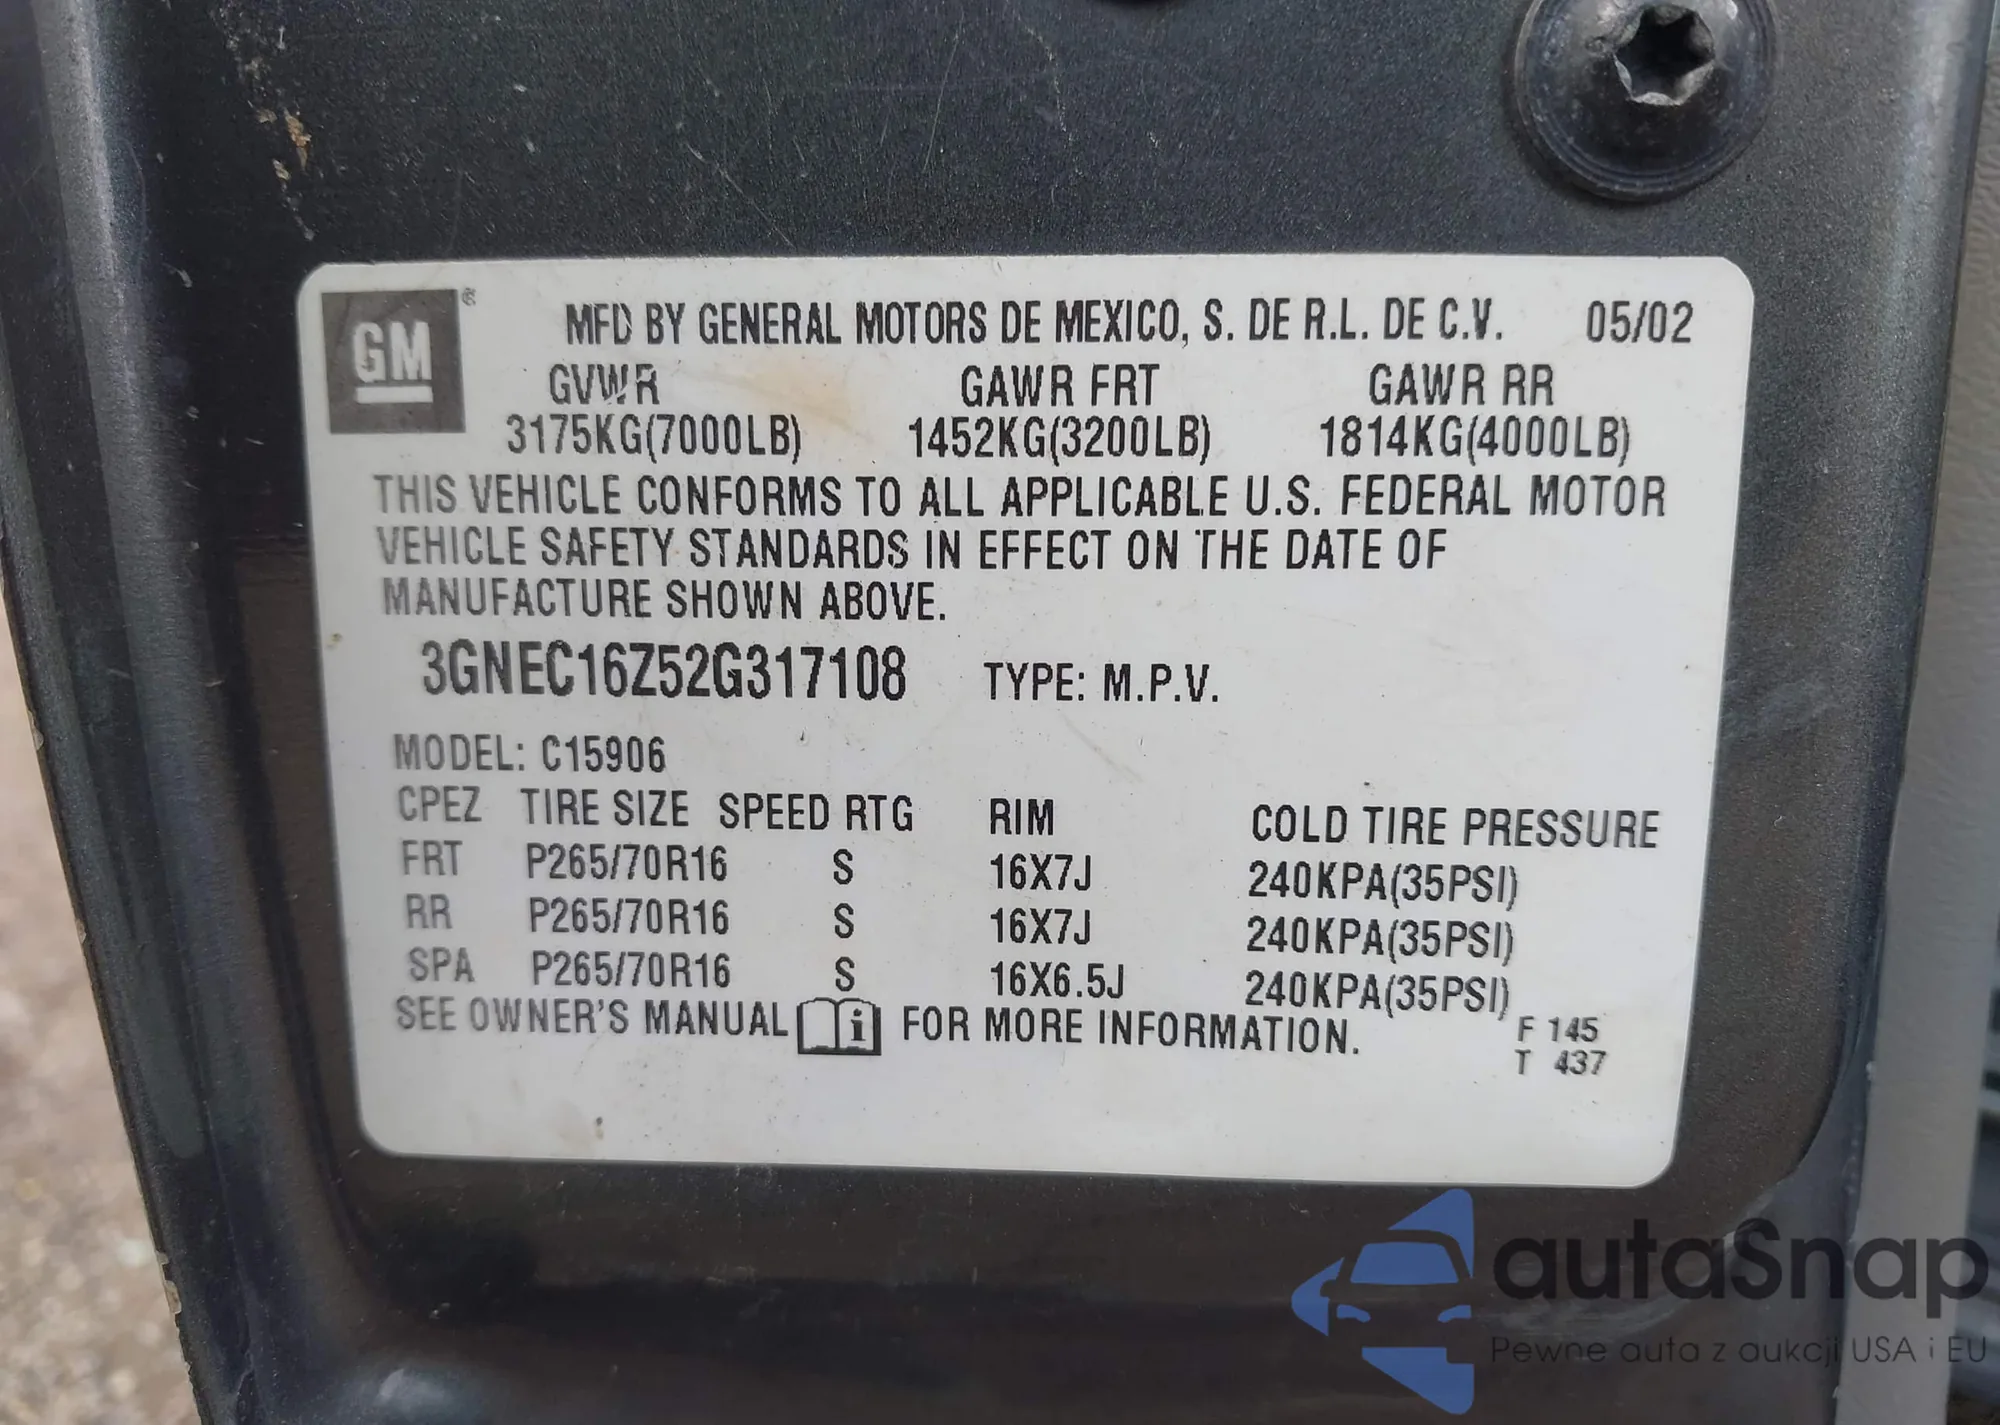 GM ®
MFD BY GENERAL MOTORS DE MEXICO, S. DE R.L. DE C.V. 05/02
GVWR GAWR FRT GAWR RR
3175KG(7000LB) 1452KG(3200LB) 1814KG(4000LB)
THIS VEHICLE CONFORMS TO ALL APPLICABLE U.S. FEDERAL MOTOR
VEHICLE SAFETY STANDARDS IN EFFECT ON THE DATE OF
MANUFACTURE SHOWN ABOVE.
3GNEC16Z52G317108 TYPE: M.P.V.
MODEL: C15906
CPEZ TIRE SIZE SPEED RTG RIM COLD TIRE PRESSURE
FRT P265/70R16 S 16X7J 240KPA(35PSI)
RR P265/70R16 S 16X7J 240KPA(35PSI)
SPA P265/70R16 S 16X6.5J 240KPA(35PSI)
SEE OWNER'S MANUAL i FOR MORE INFORMATION.
F 145
T 437
autaSnap
Pewne auta z aukcji USA i EU